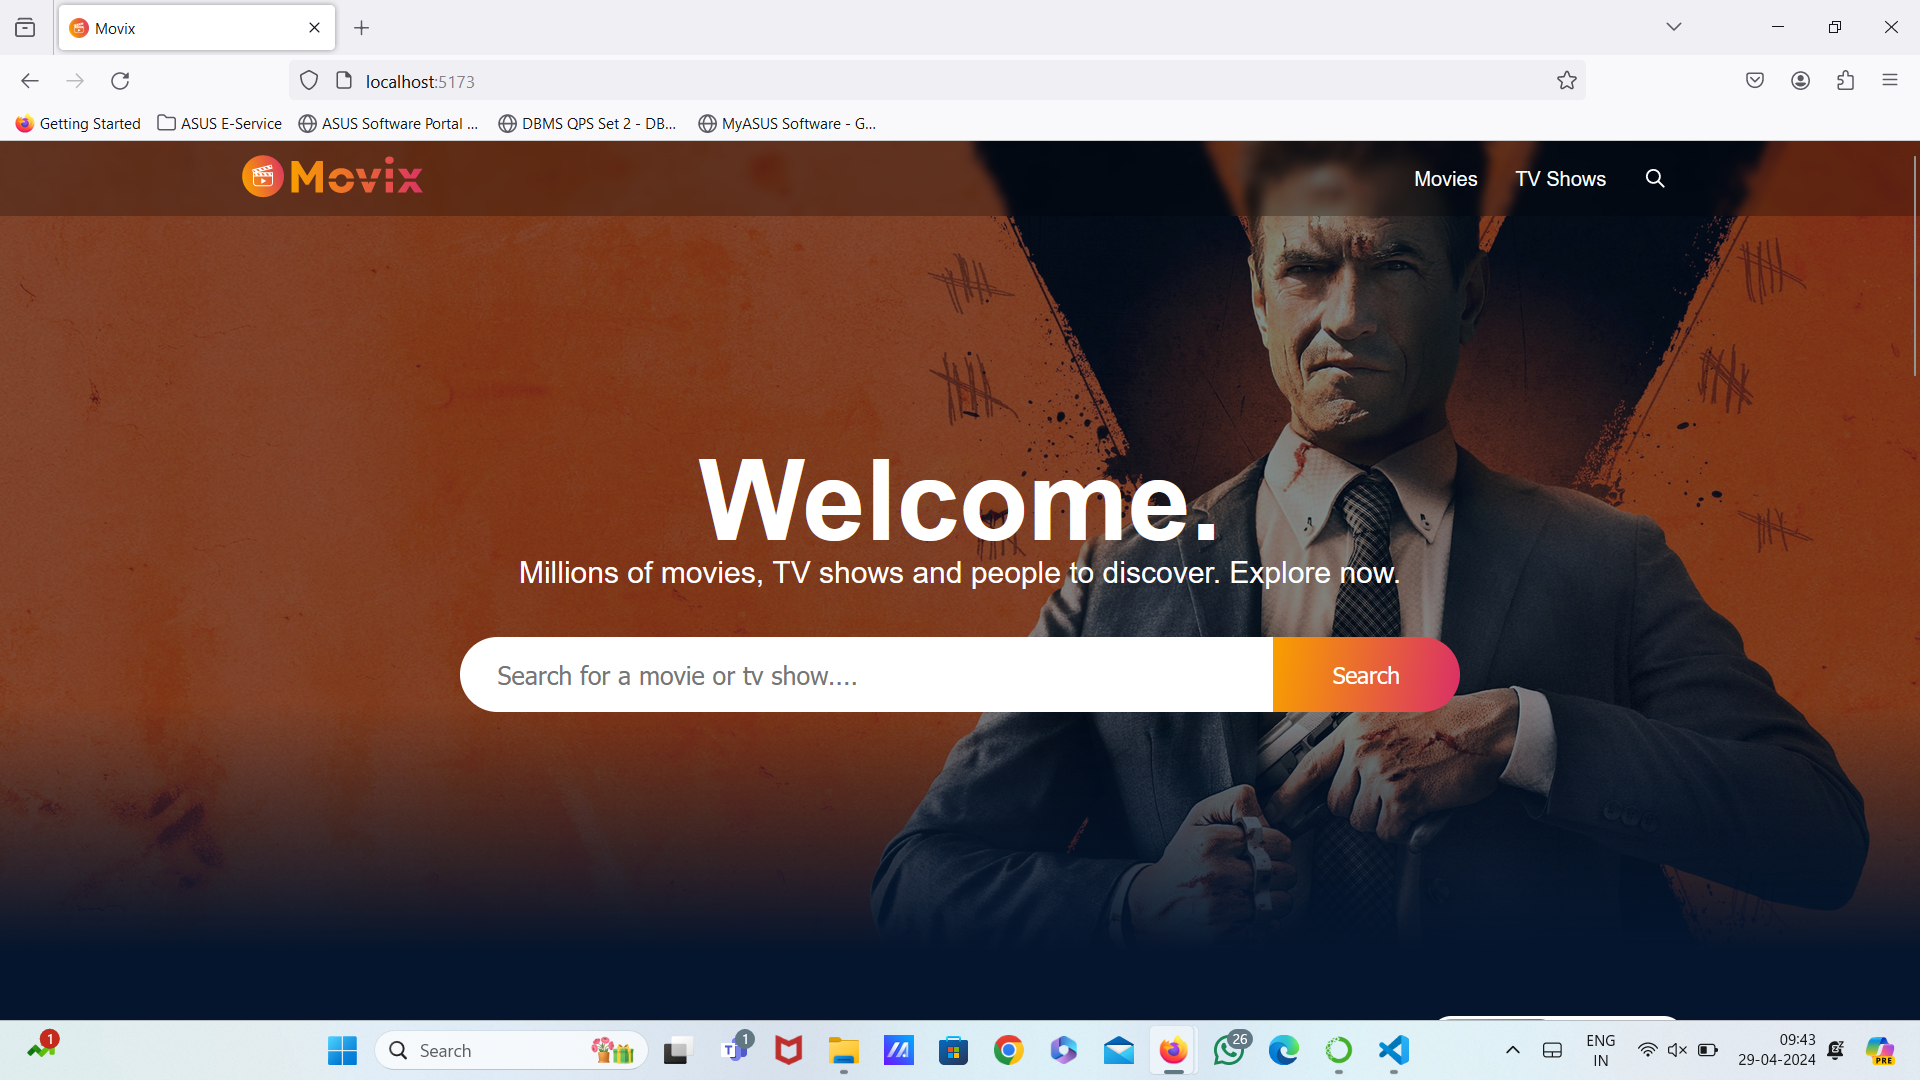 Movix
localhost:5173
Getting Started
ASUS E-Service
ASUS Software Portal ...
DBMS QPS Set 2 - DB...
MyASUS Software - G...
Movix
Movies
TV Shows
Welcome.
Millions of movies, TV shows and people to discover. Explore now.
Search for a movie or tv show....
Search
1
Search
1
26
ENG
IN
09:43
29-04-2024
PRE